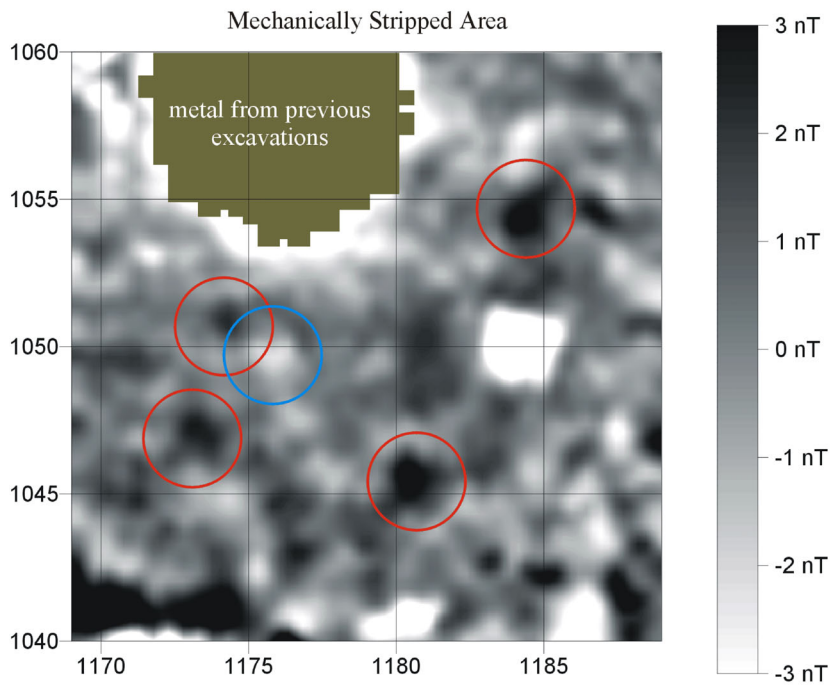 Mechanically Stripped Area
metal from previous
excavations
1060
1055
1050
1045
1040
1170
1175
1180
1185
3 nT
2 nT
1 nT
0 nT
-1 nT
-2 nT
-3 nT